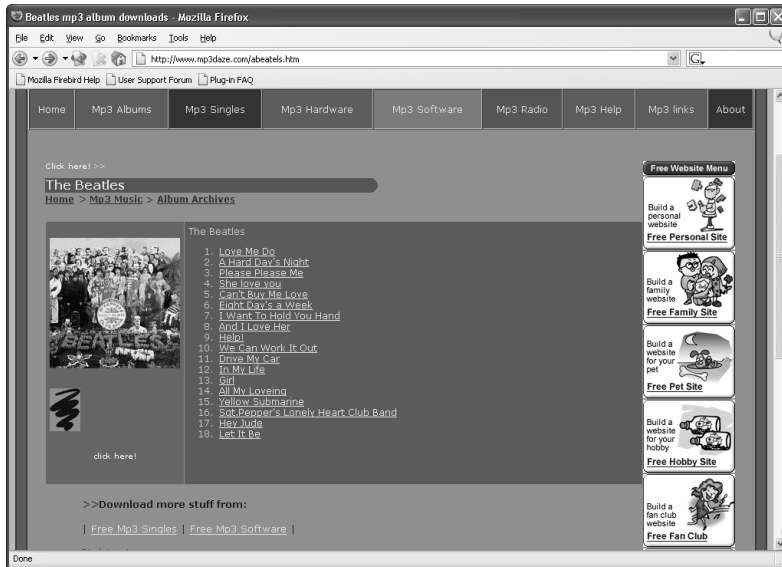 Beatles mp3 album downloads - Mozilla Firefox
File Edit View Go Bookmarks Tools Help
http://www.mp3daze.com/abeatels.htm
G
Mozilla Firebird Help User Support Forum Plug-in FAQ
Home Mp3 Albums Mp3 Singles Mp3 Hardware Mp3 Software Mp3 Radio Mp3 Help Mp3 links About
Click here! >>
The Beatles
Home > Mp3 Music > Album Archives
The Beatles
1. Love Me Do
2. A Hard Day's Night
3. Please Please Me
4. She love you
5. Can't Buy Me Love
6. Eight Day's a Week
7. I Want To Hold You Hand
8. And I Love Her
9. Help!
10. We Can Work It Out
11. Drive My Car
12. In My Life
13. Girl
14. All My Loveing
15. Yellow Submarine
16. Sgt.Pepper's Lonely Heart Club Band
17. Hey Jude
18. Let It Be
BEATLES
click here!
>>Download more stuff from:
| Free Mp3 Singles | Free Mp3 Software |
Free Website Menu
Build a
personal
website
Free Personal Site
Build a
family
website
Free Family Site
Build a
website
for your
pet
Free Pet Site
Build a
website
for your
hobby
Free Hobby Site
Build a
fan club
website
Free Fan Club
Done